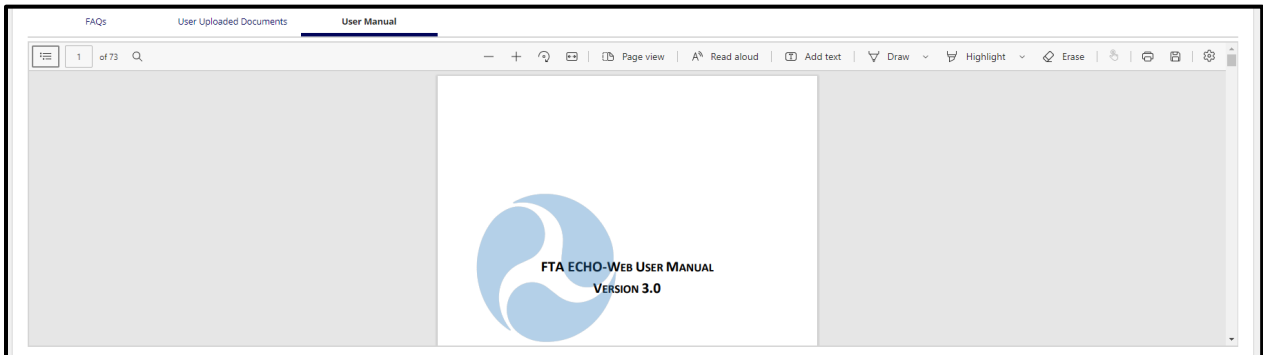 FAQs User Uploaded Documents User Manual
1 of 73 Page view A Read aloud T Add text Draw Highlight Erase
FTA ECHO-WEB USER MANUAL
VERSION 3.0